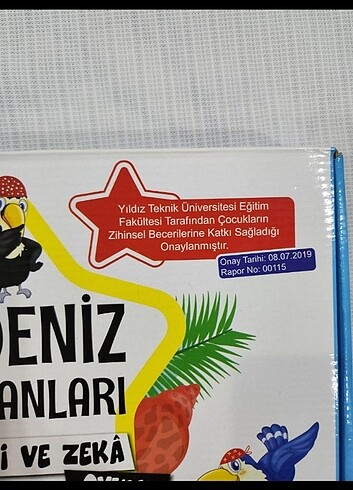 Yıldız Teknik Üniversitesi Eğitim
Fakültesi Tarafından Çocukların
Zihinsel Becerilerine Katkı Sağladığı
Onaylanmıştır.
Onay Tarihi: 08.07.2019
Rapor No: 00115
DENİZ
ANLARI
İ VE ZEKÂ